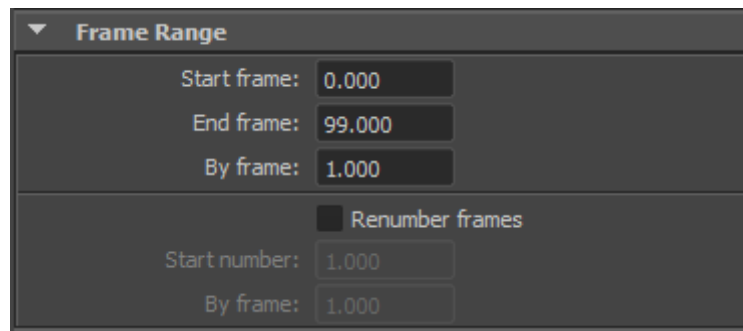 Frame Range
Start frame: 0.000
End frame: 99.000
By frame: 1.000
Renumber frames
Start number: 1.000
By frame: 1.000